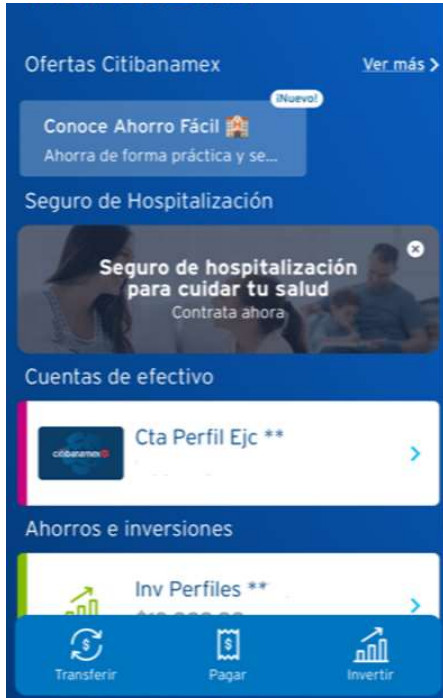 Ofertas Citibanamex
Ver más >
¡Nuevo!
Conoce Ahorro Fácil
Ahorra de forma práctica y se...
Seguro de Hospitalización
Seguro de hospitalización
para cuidar tu salud
Contrata ahora
Cuentas de efectivo
citibanamex
Cta Perfil Ejc **
Ahorros e inversiones
Inv Perfiles **
Transferir
Pagar
Invertir